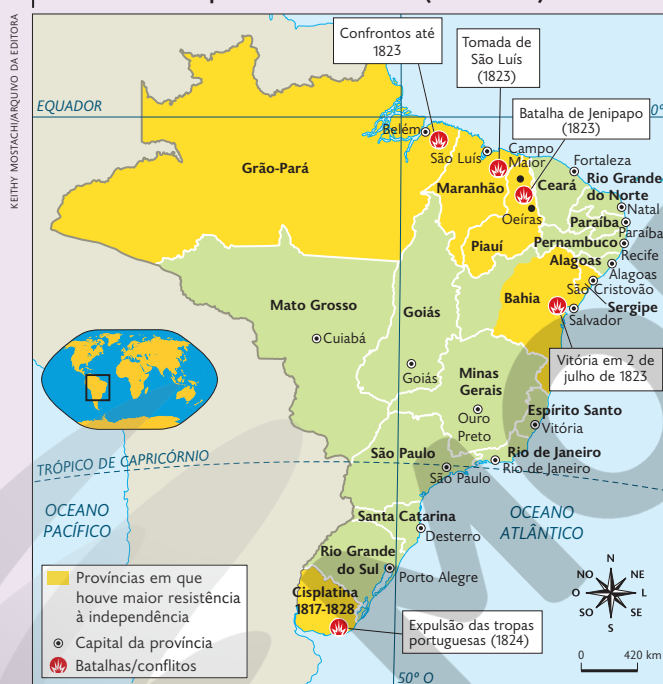 KEITHY MOSTACHI/ARQUIVO DA EDITORA
Confrontos até
1823
Tomada de
São Luís
(1823)
Batalha de Jenipapo
(1823)
EQUADOR
0°
Belém
São Luís
Campo
Maior
Fortaleza
Grão-Pará
Maranhão
Ceará
Rio Grande
do Norte
Natal
Oeíras
Paraíba
Paraíba
Piauí
Pernambuco
Recife
Alagoas
Alagoas
São Cristovão
Bahia
Sergipe
Salvador
Mato Grosso
Goiás
Cuiabá
Vitória em 2 de
julho de 1823
Goiás
Minas
Gerais
Ouro
Preto
Espírito Santo
Vitória
São Paulo
Rio de Janeiro
Rio de Janeiro
São Paulo
TRÓPICO DE CAPRICÓRNIO
OCEANO
PACÍFICO
OCEANO
ATLÂNTICO
Santa Catarina
Desterro
Rio Grande
do Sul
Porto Alegre
Cisplatina
1817-1828
Expulsão das tropas
portuguesas (1824)
Províncias em que
houve maior resistência
à independência
Capital da província
Batalhas/conflitos
N
NO NE
O L
SO SE
S
0 420 km
50° O